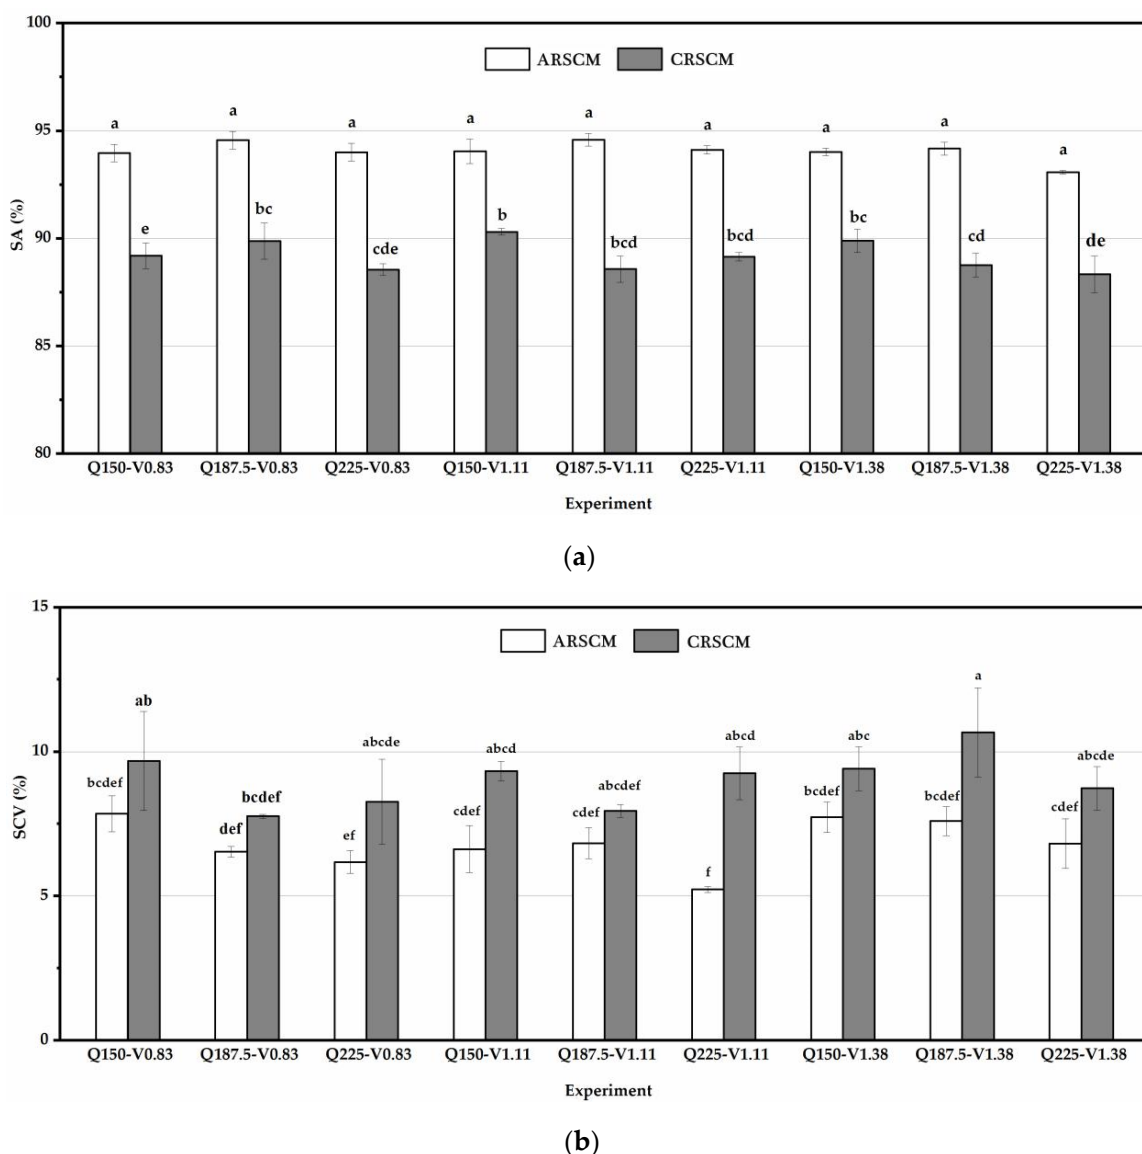 100
95
90
85
80
SA (%)
ARSCM CRSCM
a a a a a a a a a
e bc cde b bcd bcd bc cd de
Q150-V0.83 Q187.5-V0.83 Q225-V0.83 Q150-V1.11 Q187.5-V1.11 Q225-V1.11 Q150-V1.38 Q187.5-V1.38 Q225-V1.38
Experiment
(a)
15
10
5
0
SCV (%)
ARSCM CRSCM
bcdef ab def bcdef ef abcde cdef abcd cdef abcdef f abcd bcdef abc bcdef a cdef abcde
Q150-V0.83 Q187.5-V0.83 Q225-V0.83 Q150-V1.11 Q187.5-V1.11 Q225-V1.11 Q150-V1.38 Q187.5-V1.38 Q225-V1.38
Experiment
(b)